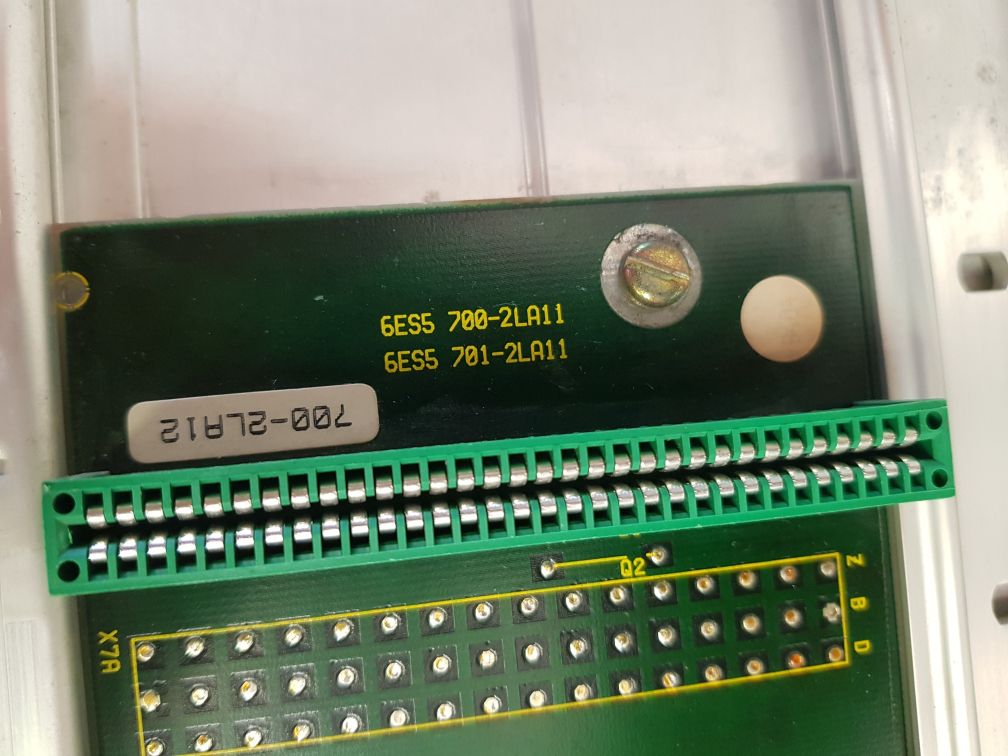 6ES5 700-2LA11
6ES5 701-2LA11
700-2LA12
Q2
X7A
Z
B
D